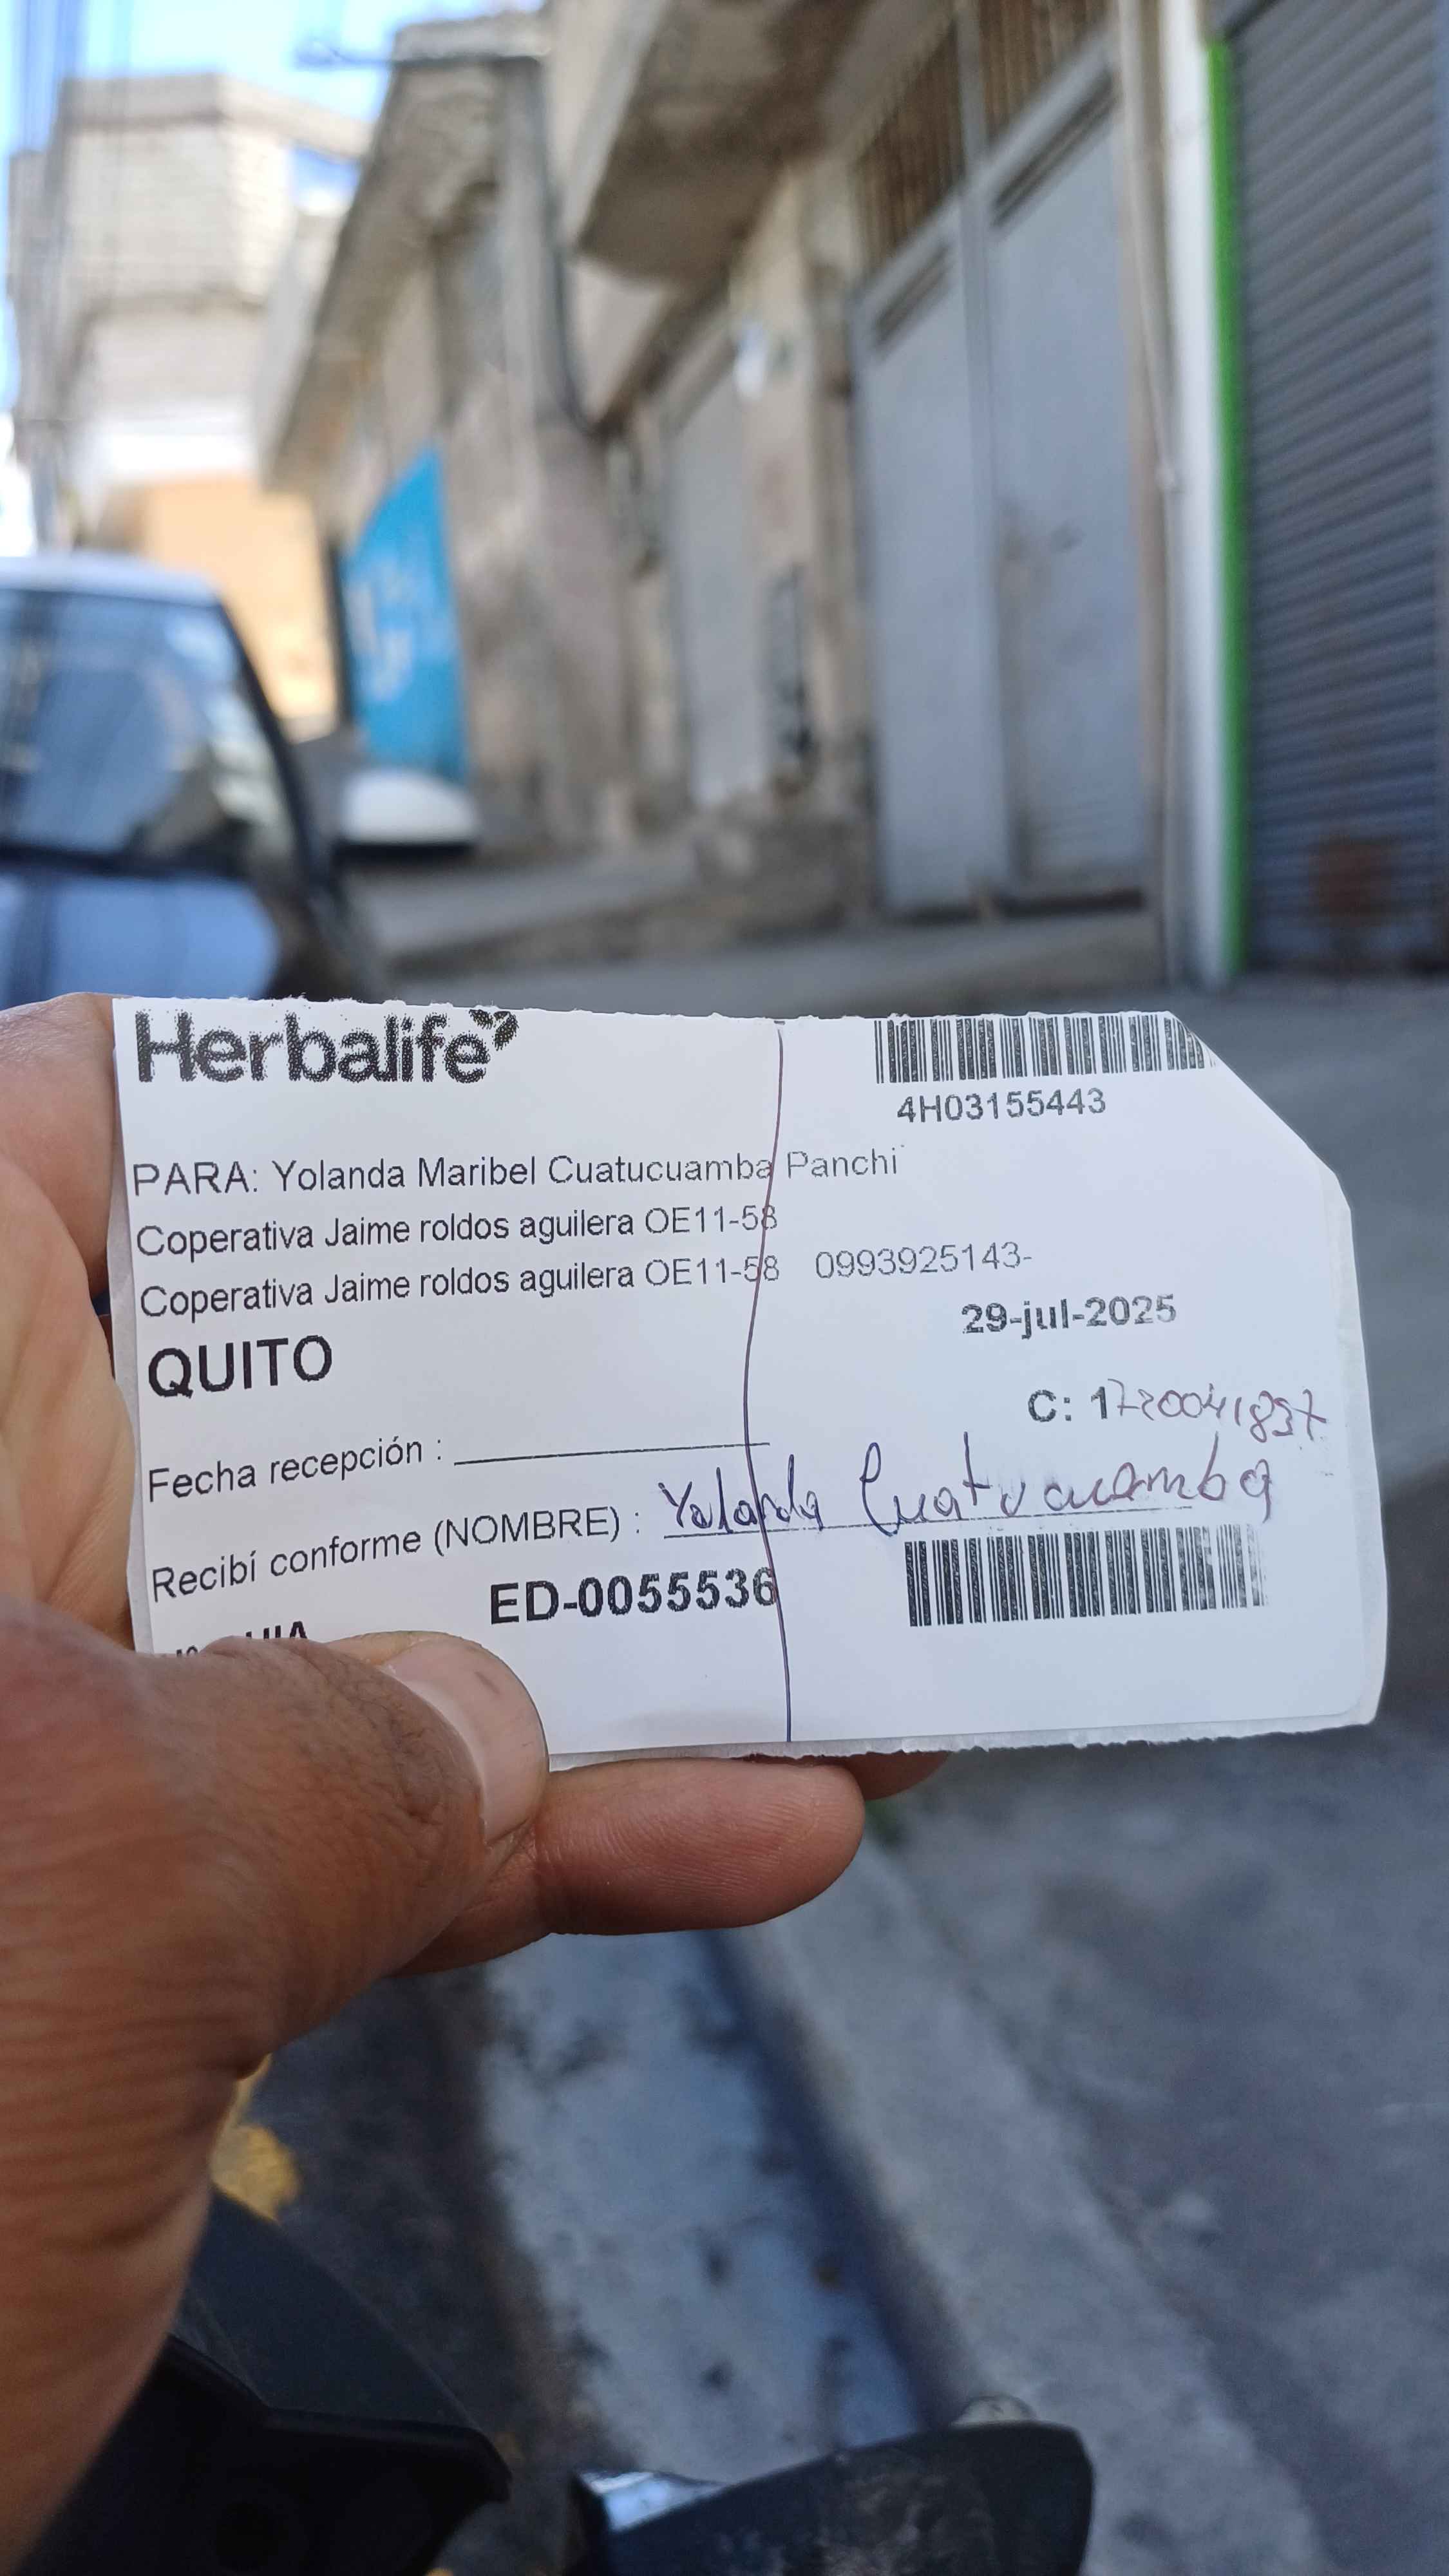 Herbalife
4H03155443
PARA: Yolanda Maribel Cuatucuamba Panchi
Coperativa Jaime roldos aguilera OE11-58
Coperativa Jaime roldos aguilera OE11-58 0993925143-
29-jul-2025
QUITO
C: 1720041837
Fecha recepción :
Recibí conforme (NOMBRE) : Yolanda Cuatucuamba
ED-0055536